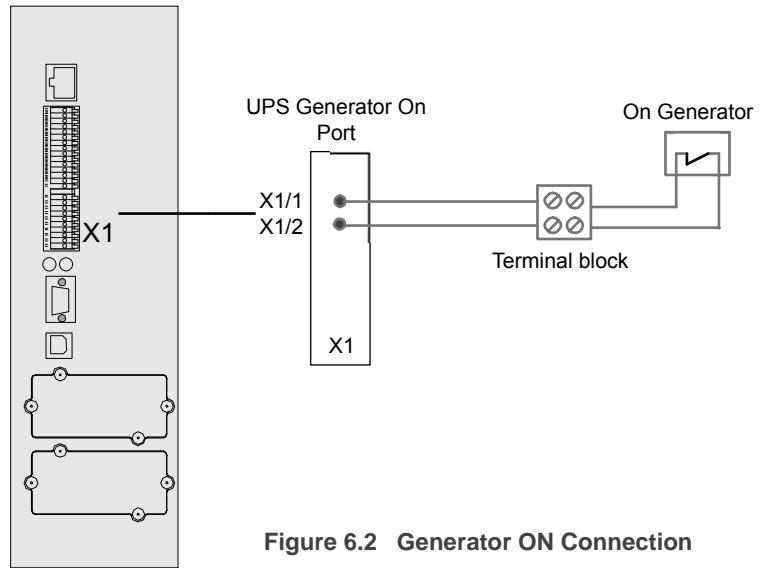 UPS Generator On
Port
On Generator
X1/1
X1/2
X1
Terminal block
X1
Figure 6.2 Generator ON Connection